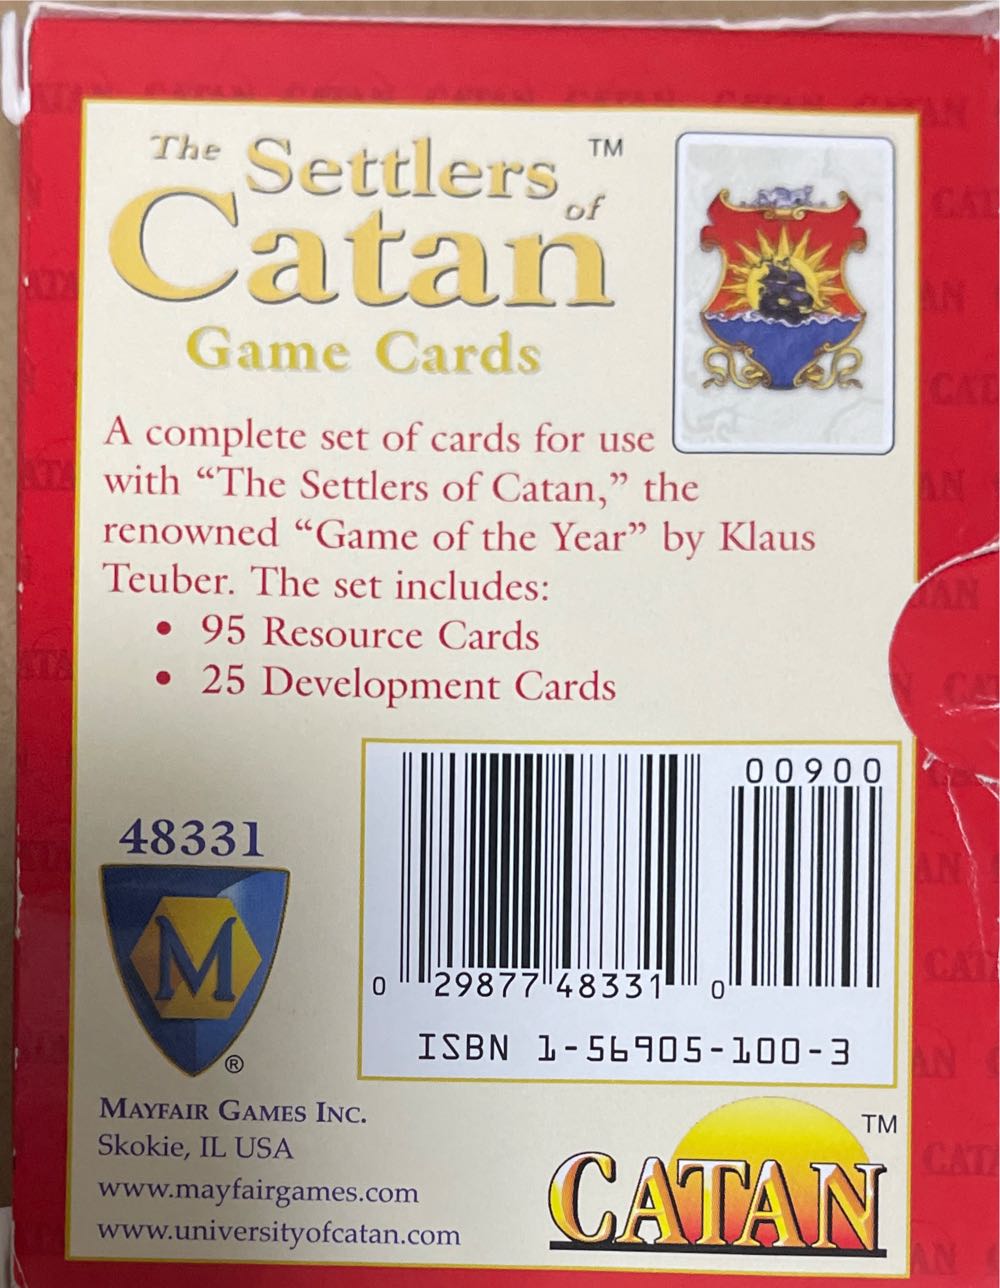 The Settlers of ™
Catan
Game Cards
A complete set of cards for use
with “The Settlers of Catan,” the
renowned “Game of the Year” by Klaus
Teuber. The set includes:
• 95 Resource Cards
• 25 Development Cards
48331
M
®
00900
0 29877 48331 0
ISBN 1-56905-100-3
MAYFAIR GAMES INC.
Skokie, IL USA
www.mayfairgames.com
www.universityofcatan.com
CATAN™